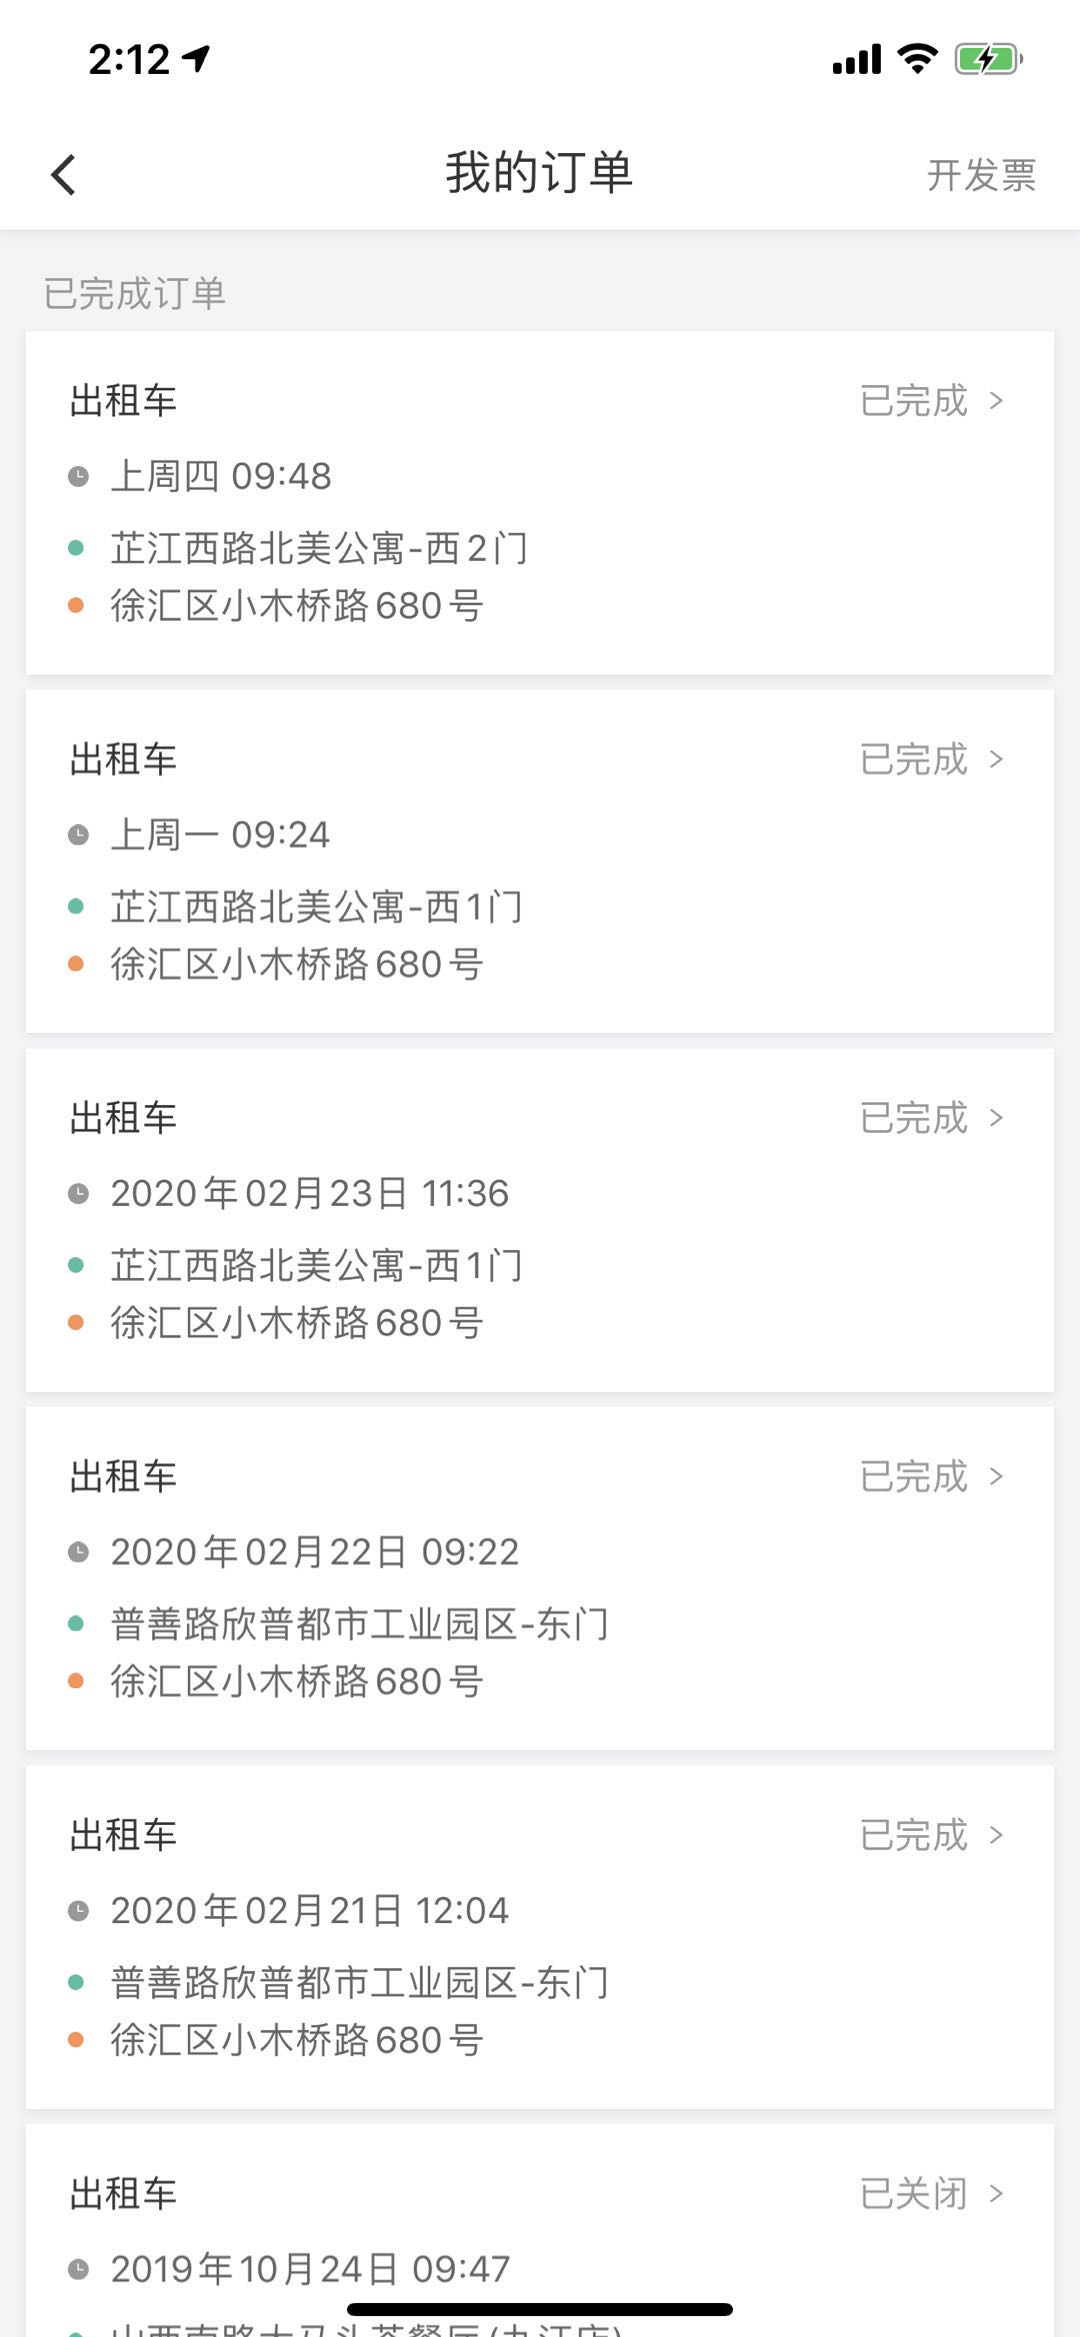 2:12
我的订单
开发票
已完成订单
出租车
已完成 >
上周四 09:48
芷江西路北美公寓-西2门
徐汇区小木桥路680号
出租车
已完成 >
上周一 09:24
芷江西路北美公寓-西1门
徐汇区小木桥路680号
出租车
已完成 >
2020年02月23日 11:36
芷江西路北美公寓-西1门
徐汇区小木桥路680号
出租车
已完成 >
2020年02月22日 09:22
普善路欣普都市工业园区-东门
徐汇区小木桥路680号
出租车
已完成 >
2020年02月21日 12:04
普善路欣普都市工业园区-东门
徐汇区小木桥路680号
出租车
已关闭 >
2019年10月24日 09:47